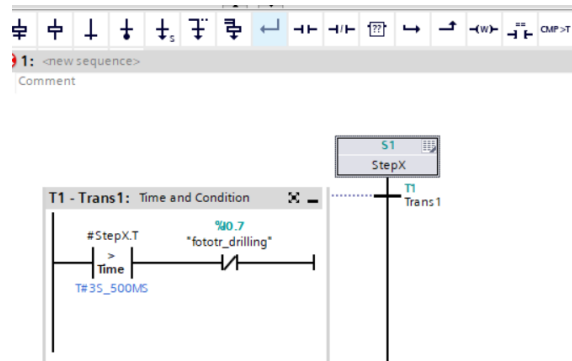 ??
(W)
==
CMP>T
1: <new sequence>
Comment
S1
StepX
T1
Trans1
T1 - Trans1: Time and Condition
#StepX.T
>
Time
T#3S_500MS
%I0.7
"fototr_drilling"